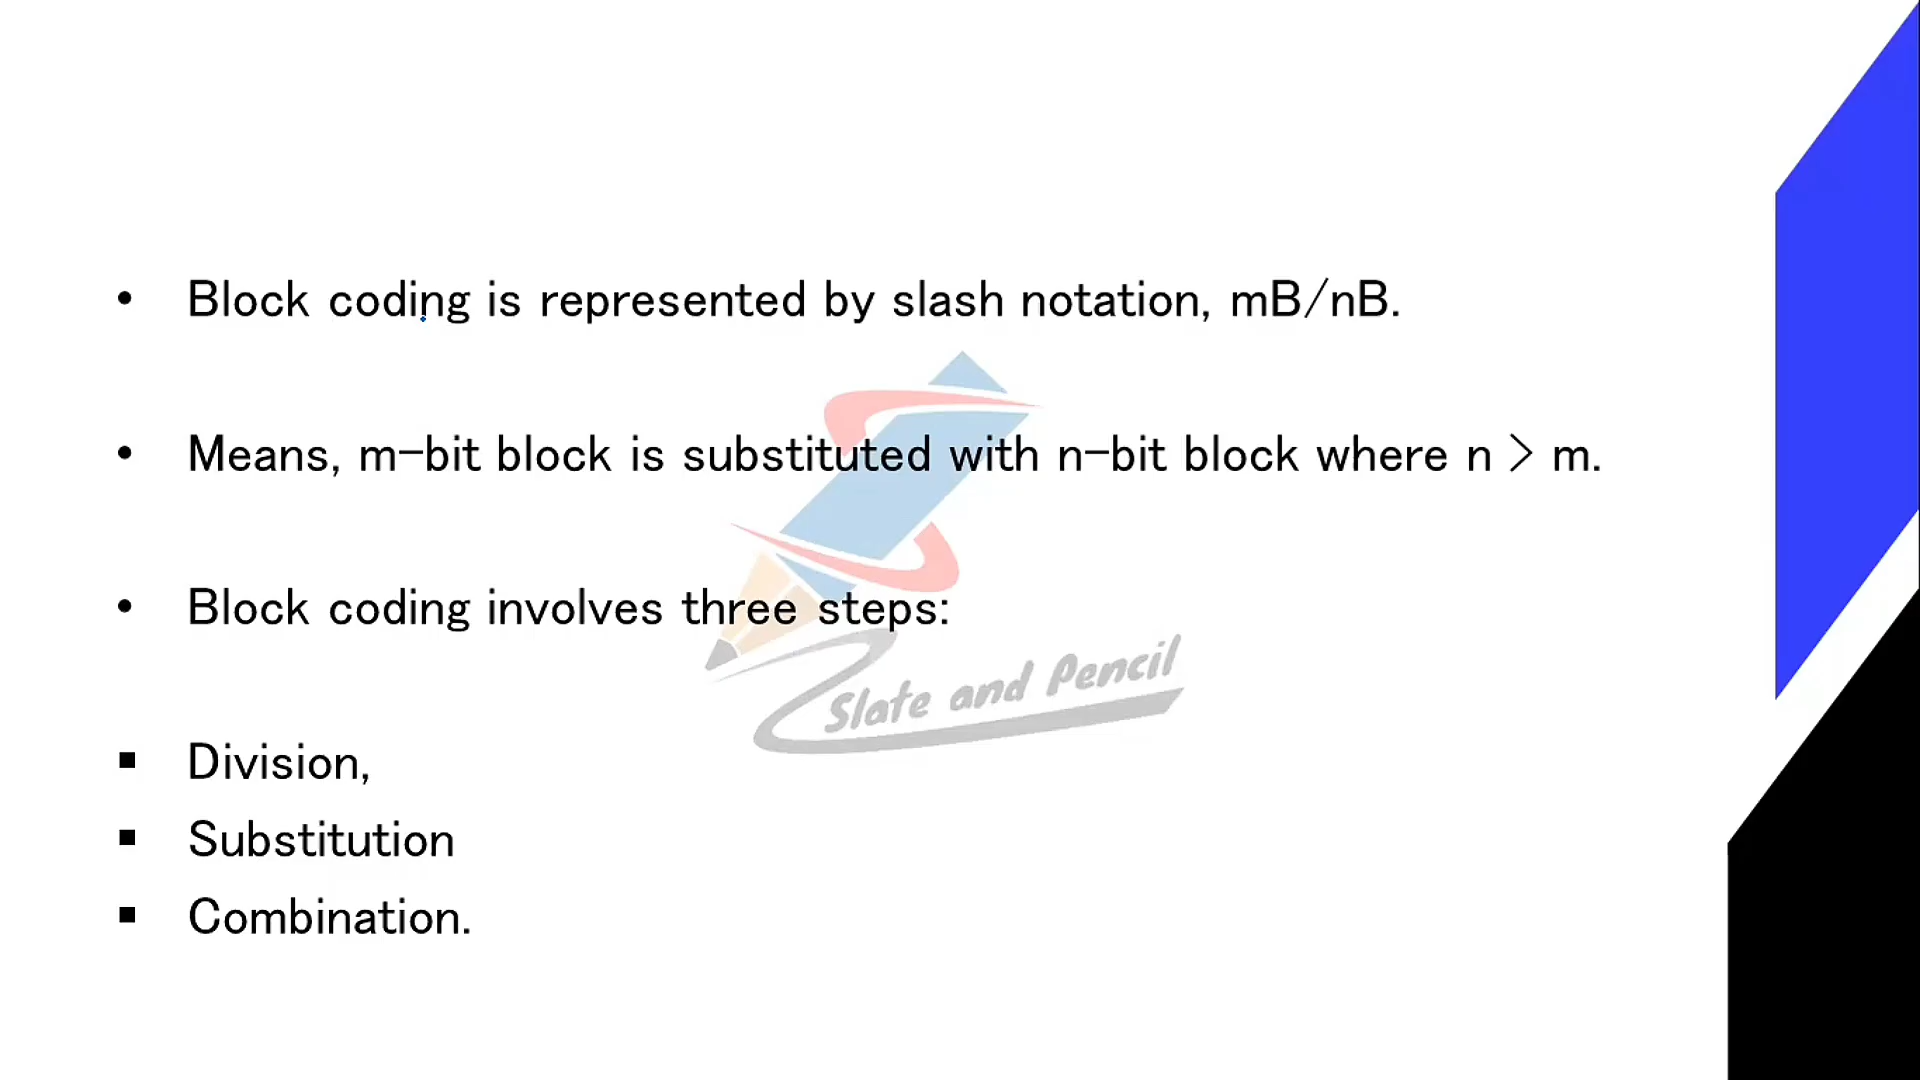 • Block coding is represented by slash notation, mB/nB.
• Means, m-bit block is substituted with n-bit block where n > m.
• Block coding involves three steps:
Slate and Pencil
▪ Division,
▪ Substitution
▪ Combination.